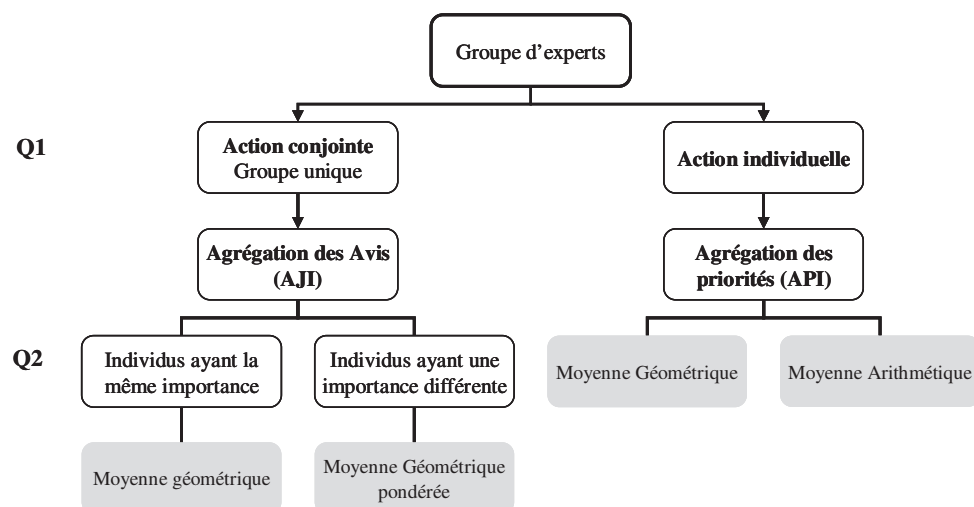 Groupe d'experts
Q1
Action conjointe
Groupe unique
Action individuelle
Agrégation des Avis
(AJI)
Agrégation des
priorités (API)
Q2
Individus ayant la
même importance
Individus ayant une
importance différente
Moyenne Géométrique
Moyenne Arithmétique
Moyenne géométrique
Moyenne Géométrique
pondérée